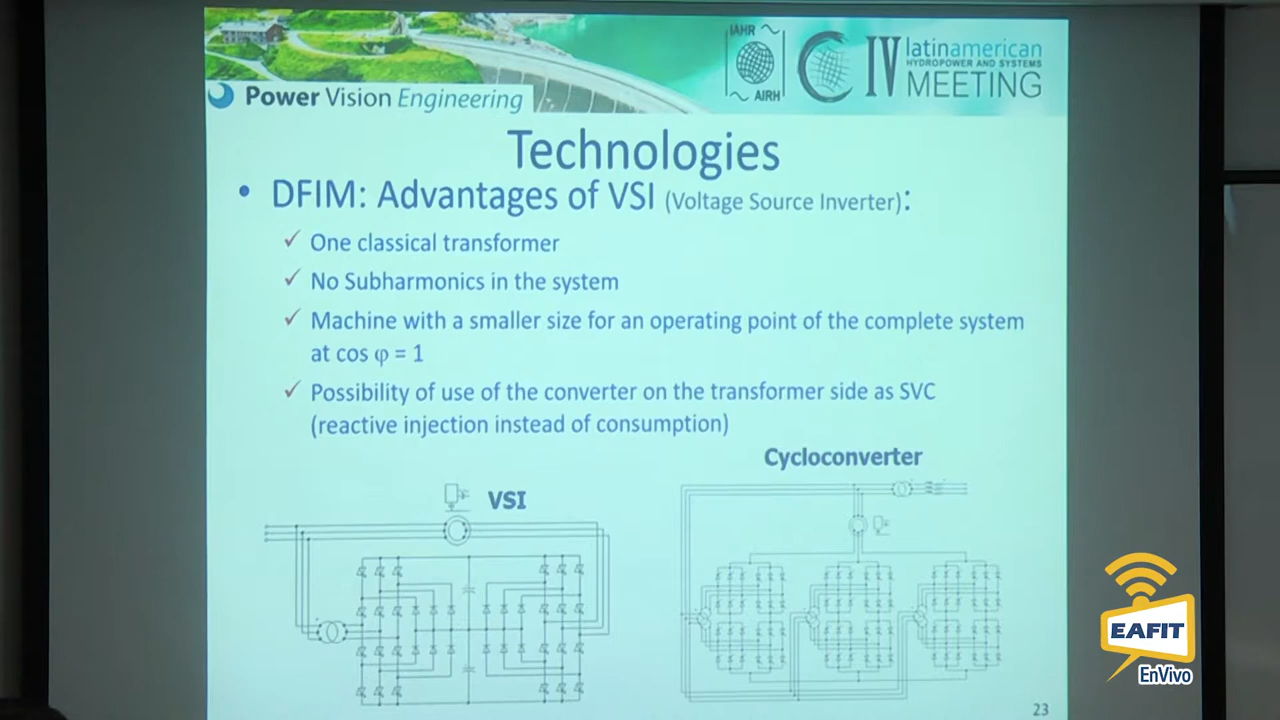 IAHR
AIRH
IV
latinamerican
HYDROPOWER AND SYSTEMS
MEETING
Power Vision Engineering
Technologies
• DFIM: Advantages of VSI (Voltage Source Inverter):
✓ One classical transformer
✓ No Subharmonics in the system
✓ Machine with a smaller size for an operating point of the complete system
at cos φ = 1
✓ Possibility of use of the converter on the transformer side as SVC
(reactive injection instead of consumption)
Cycloconverter
VSI
23
EAFIT
EnVivo